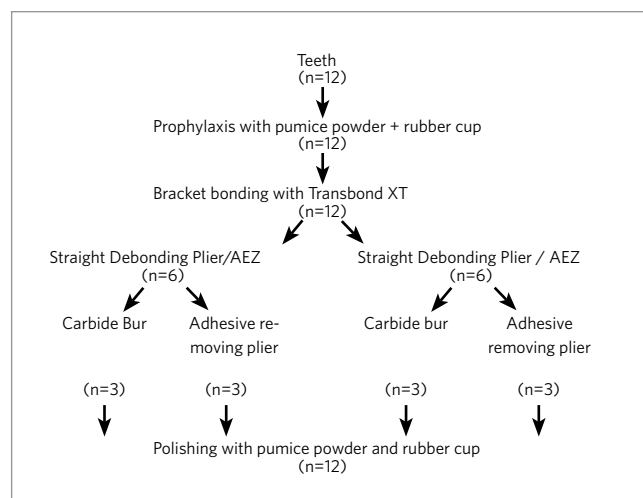 Teeth
(n=12)
Prophylaxis with pumice powder + rubber cup
(n=12)
Bracket bonding with Transbond XT
(n=12)
Straight Debonding Plier/AEZ
(n=6)
Straight Debonding Plier / AEZ
(n=6)
Carbide Bur
Adhesive re-
moving plier
Carbide bur
Adhesive
removing plier
(n=3)
(n=3)
(n=3)
(n=3)
Polishing with pumice powder and rubber cup
(n=12)